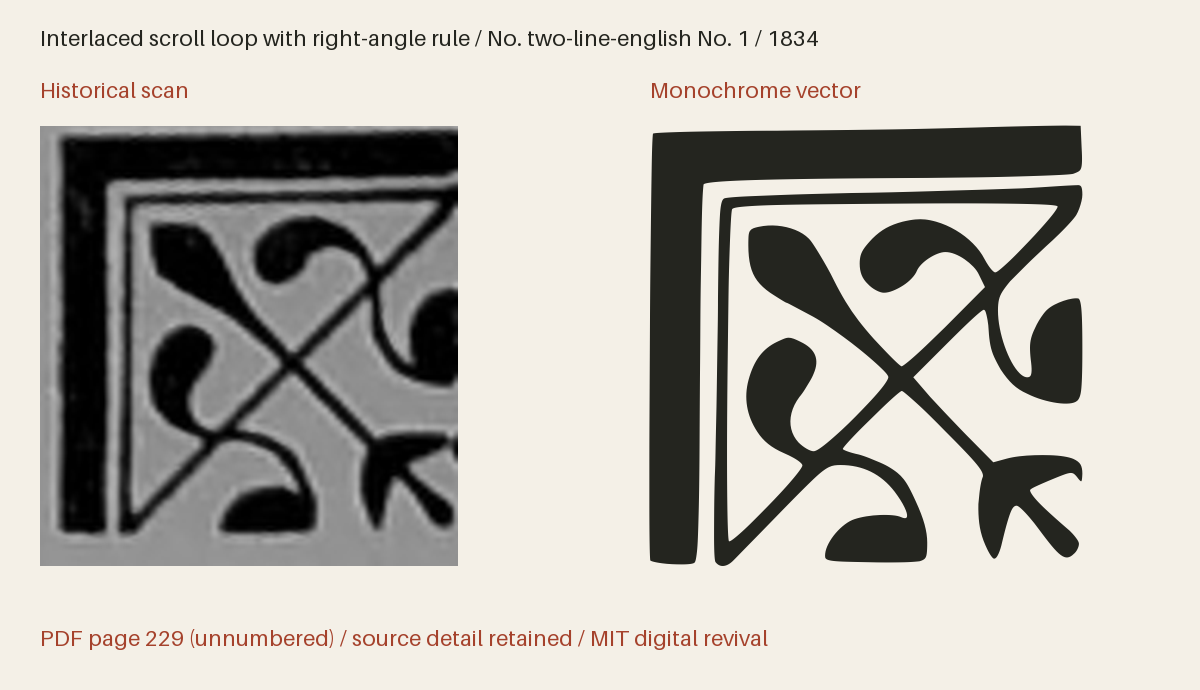 Interlaced scroll loop with right-angle rule / No. two-line-english No. 1 / 1834
Historical scan
Monochrome vector
PDF page 229 (unnumbered) / source detail retained / MIT digital revival